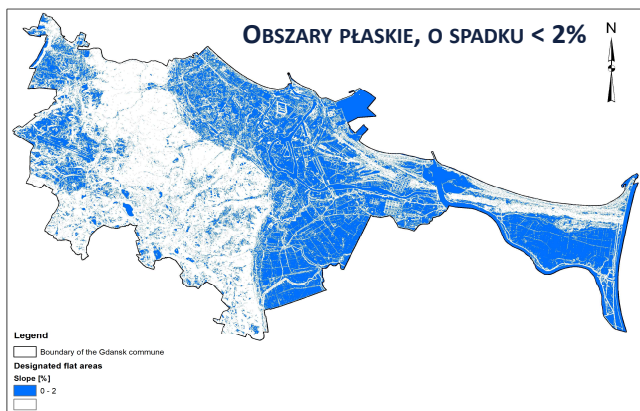 OBSZARY PŁASKIE, O SPADKU < 2%
N
Legend
Boundary of the Gdansk commune
Designated flat areas
Slope [%]
0 - 2